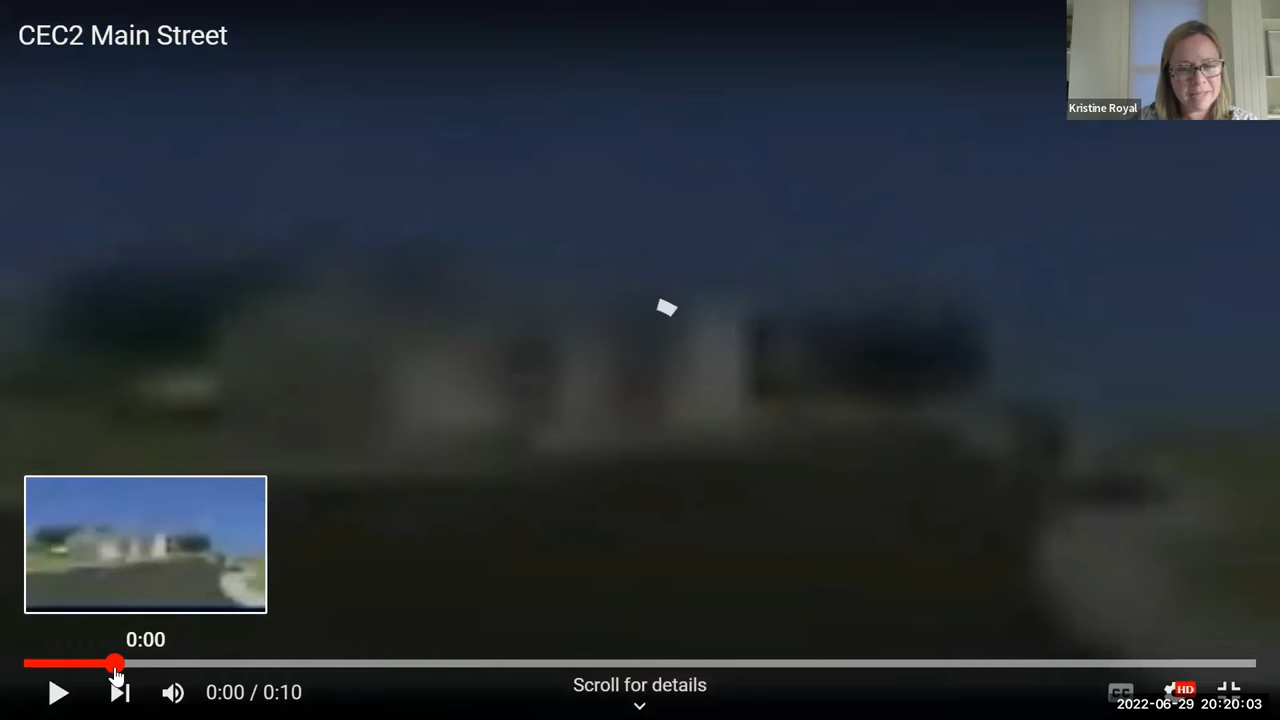 CEC2 Main Street
Kristine Royal
0:00
0:00 / 0:10
Scroll for details
CC
HD
2022-06-29 20:20:03